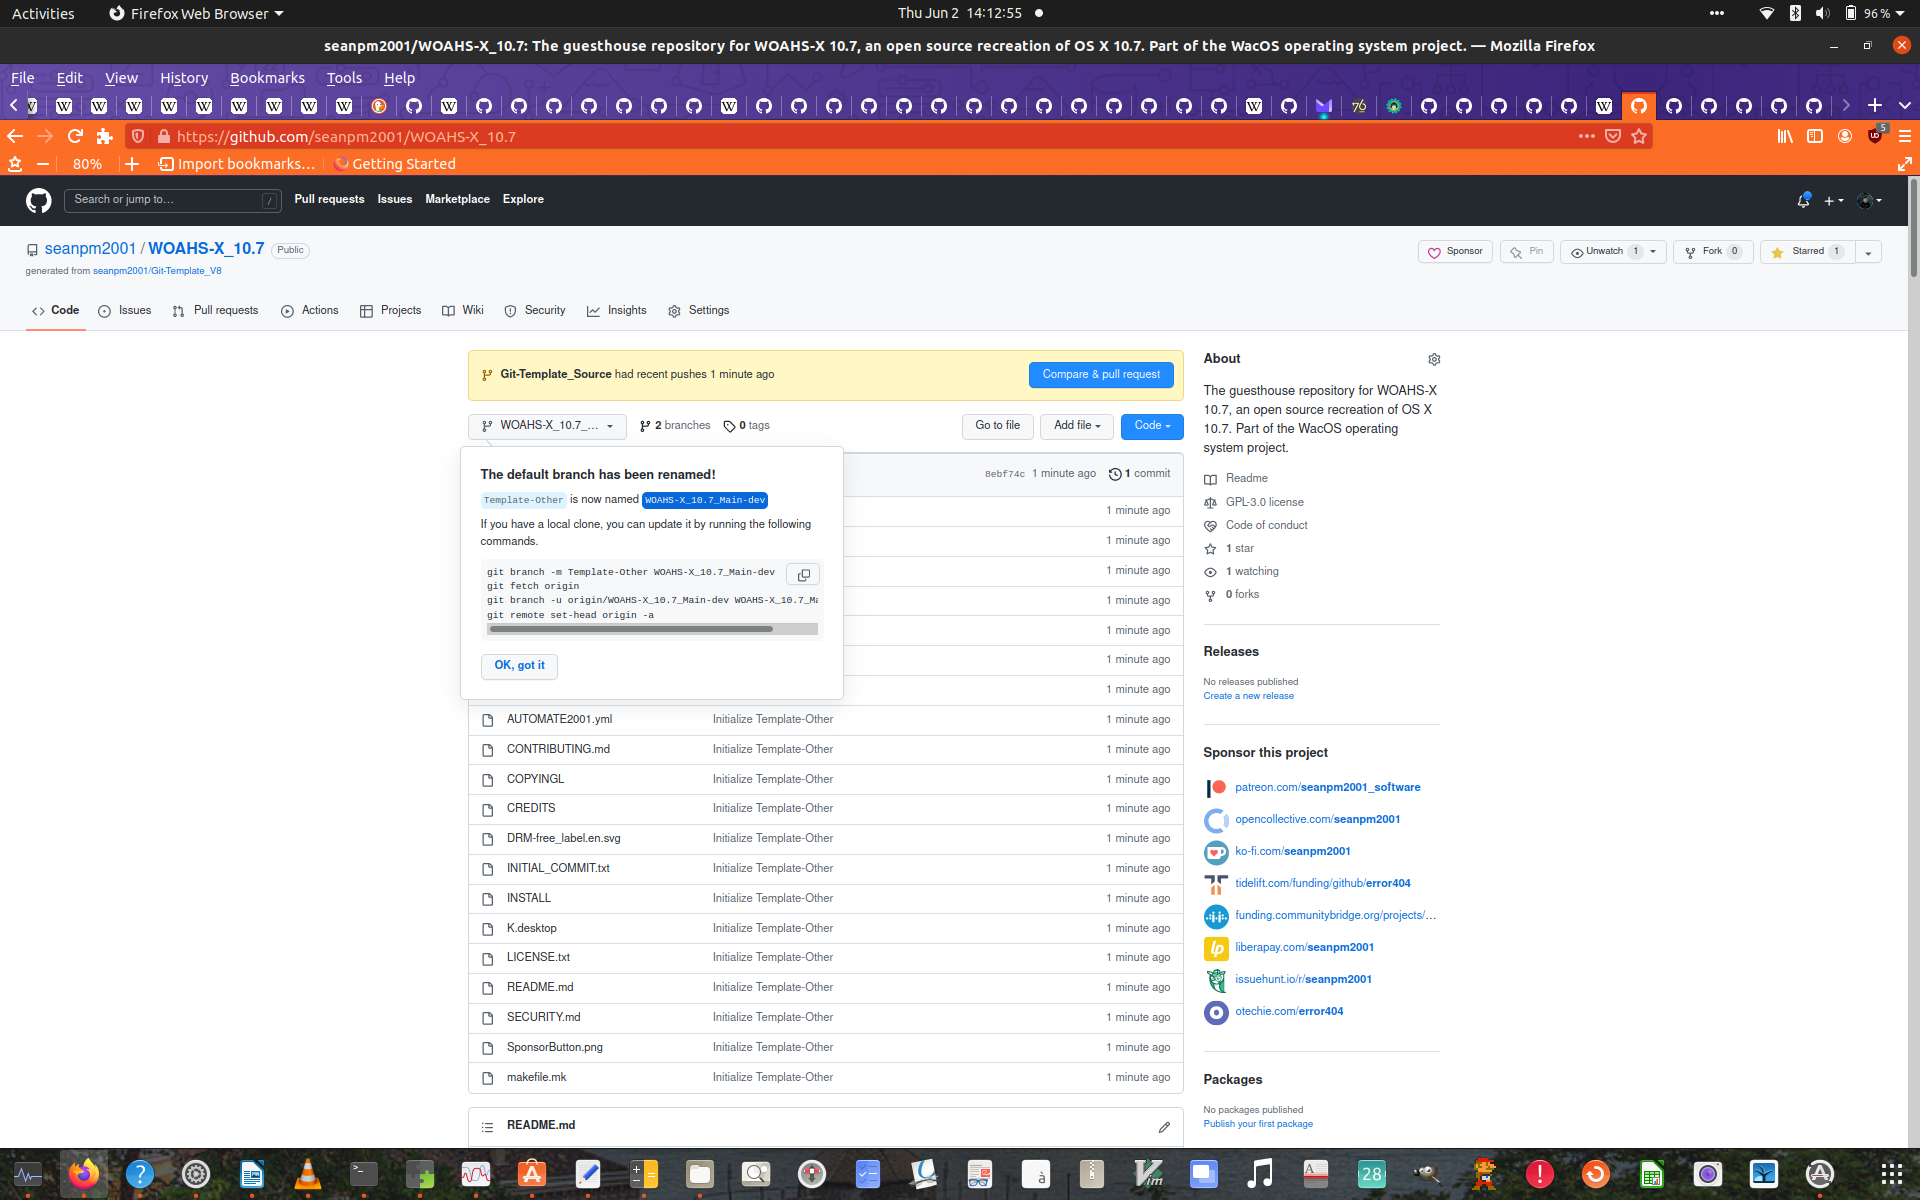 Activities
Firefox Web Browser
Thu Jun 2 14:12:55
96 %
seanpm2001/WOAHS-X_10.7: The guesthouse repository for WOAHS-X 10.7, an open source recreation of OS X 10.7. Part of the WacOS operating system project. — Mozilla Firefox
File Edit View History Bookmarks Tools Help
https://github.com/seanpm2001/WOAHS-X_10.7
5
80%
Import bookmarks...
Getting Started
Search or jump to...
/
Pull requests Issues Marketplace Explore
seanpm2001 / WOAHS-X_10.7 Public
generated from seanpm2001/Git-Template_V8
Sponsor
Pin
Unwatch 1
Fork 0
Starred 1
Code
Issues
Pull requests
Actions
Projects
Wiki
Security
Insights
Settings
Git-Template_Source had recent pushes 1 minute ago
Compare & pull request
WOAHS-X_10.7_...
2 branches
0 tags
Go to file
Add file
Code
The default branch has been renamed!
Template-Other is now named WOAHS-X_10.7_Main-dev
If you have a local clone, you can update it by running the following
commands.
git branch -m Template-Other WOAHS-X_10.7_Main-dev
git fetch origin
git branch -u origin/WOAHS-X_10.7_Main-dev WOAHS-X_10.7_Ma
git remote set-head origin -a
OK, got it
8ebf74c 1 minute ago 1 commit
1 minute ago
1 minute ago
1 minute ago
1 minute ago
1 minute ago
1 minute ago
1 minute ago
AUTOMATE2001.yml Initialize Template-Other 1 minute ago
CONTRIBUTING.md Initialize Template-Other 1 minute ago
COPYINGL Initialize Template-Other 1 minute ago
CREDITS Initialize Template-Other 1 minute ago
DRM-free_label.en.svg Initialize Template-Other 1 minute ago
INITIAL_COMMIT.txt Initialize Template-Other 1 minute ago
INSTALL Initialize Template-Other 1 minute ago
K.desktop Initialize Template-Other 1 minute ago
LICENSE.txt Initialize Template-Other 1 minute ago
README.md Initialize Template-Other 1 minute ago
SECURITY.md Initialize Template-Other 1 minute ago
SponsorButton.png Initialize Template-Other 1 minute ago
makefile.mk Initialize Template-Other 1 minute ago
README.md
About
The guesthouse repository for WOAHS-X
10.7, an open source recreation of OS X
10.7. Part of the WacOS operating
system project.
Readme
GPL-3.0 license
Code of conduct
1 star
1 watching
0 forks
Releases
No releases published
Create a new release
Sponsor this project
patreon.com/seanpm2001_software
opencollective.com/seanpm2001
ko-fi.com/seanpm2001
tidelift.com/funding/github/error404
funding.communitybridge.org/projects/...
liberapay.com/seanpm2001
issuehunt.io/r/seanpm2001
otechie.com/error404
Packages
No packages published
Publish your first package
28